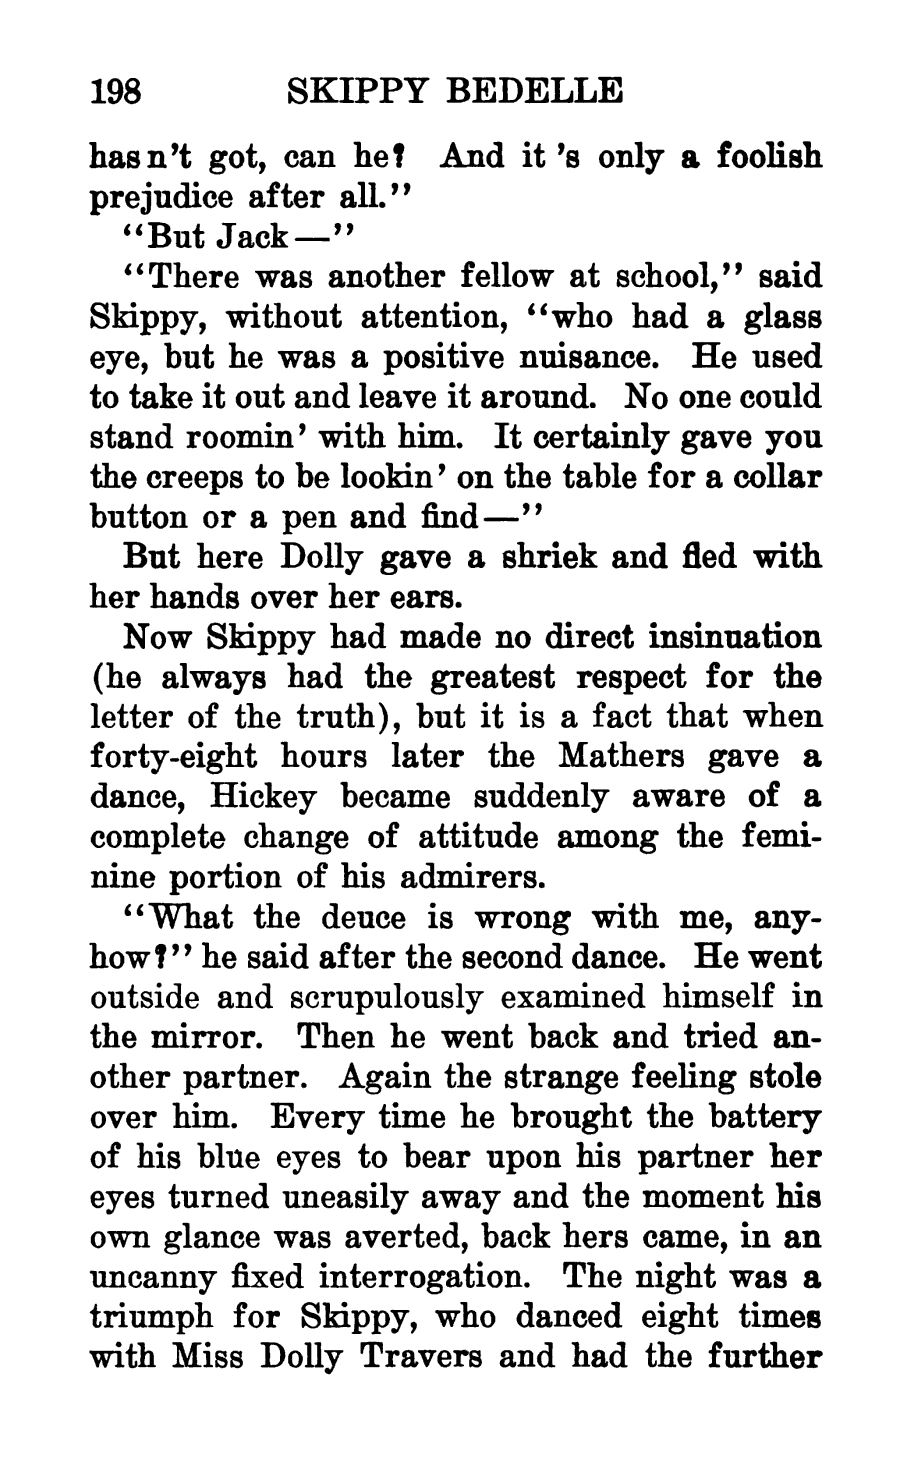 198 SKIPPY BEDELLE
hasn't got, can he? And it's only a foolish
prejudice after all."
"But Jack—"
"There was another fellow at school," said
Skippy, without attention, "who had a glass
eye, but he was a positive nuisance. He used
to take it out and leave it around. No one could
stand roomin' with him. It certainly gave you
the creeps to be lookin' on the table for a collar
button or a pen and find—"
But here Dolly gave a shriek and fled with
her hands over her ears.
Now Skippy had made no direct insinuation
(he always had the greatest respect for the
letter of the truth), but it is a fact that when
forty-eight hours later the Mathers gave a
dance, Hickey became suddenly aware of a
complete change of attitude among the femi-
nine portion of his admirers.
"What the deuce is wrong with me, any-
how?" he said after the second dance. He went
outside and scrupulously examined himself in
the mirror. Then he went back and tried an-
other partner. Again the strange feeling stole
over him. Every time he brought the battery
of his blue eyes to bear upon his partner her
eyes turned uneasily away and the moment his
own glance was averted, back hers came, in an
uncanny fixed interrogation. The night was a
triumph for Skippy, who danced eight times
with Miss Dolly Travers and had the further